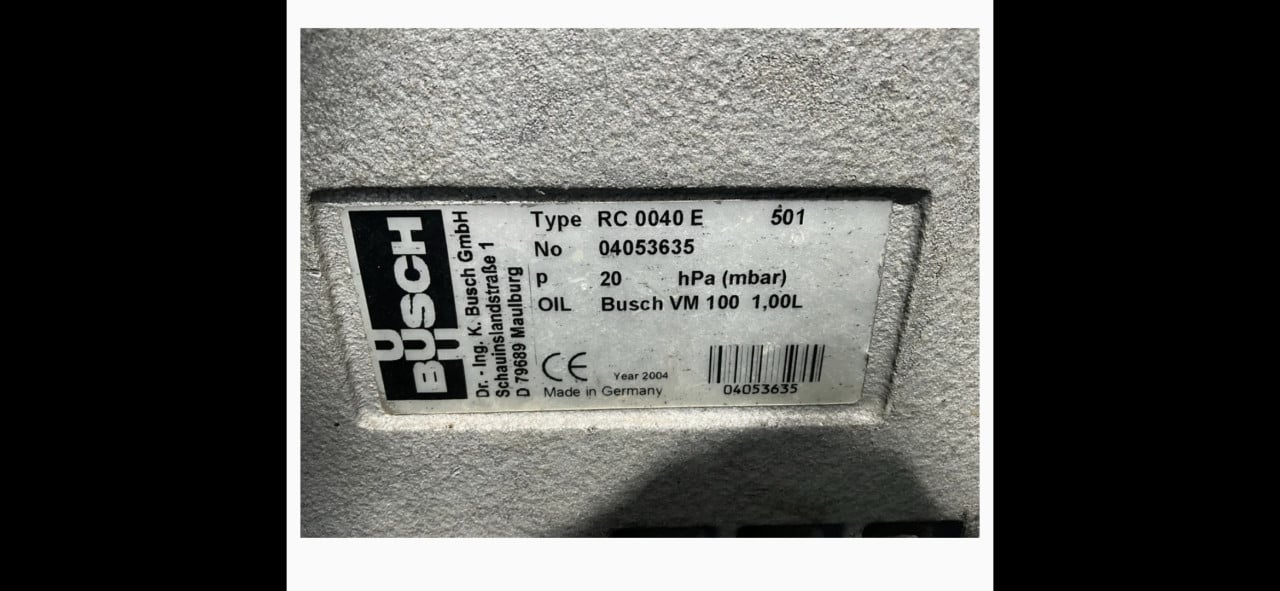 BUSCH
Dr. - Ing. K. Busch GmbH
Schauinslandstraße 1
D 79689 Maulburg
Type RC 0040 E 501
No 04053635
p 20 hPa (mbar)
OIL Busch VM 100 1,00L
CE Year 2004
Made in Germany
04053635